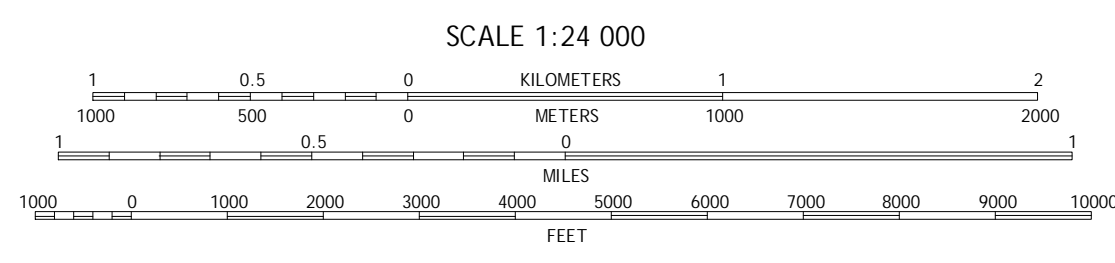 SCALE 1:24 000
1 0.5 0 KILOMETERS 1 2
1000 500 0 METERS 1000 2000
1 0.5 0 1
MILES
1000 0 1000 2000 3000 4000 5000 6000 7000 8000 9000 10000
FEET